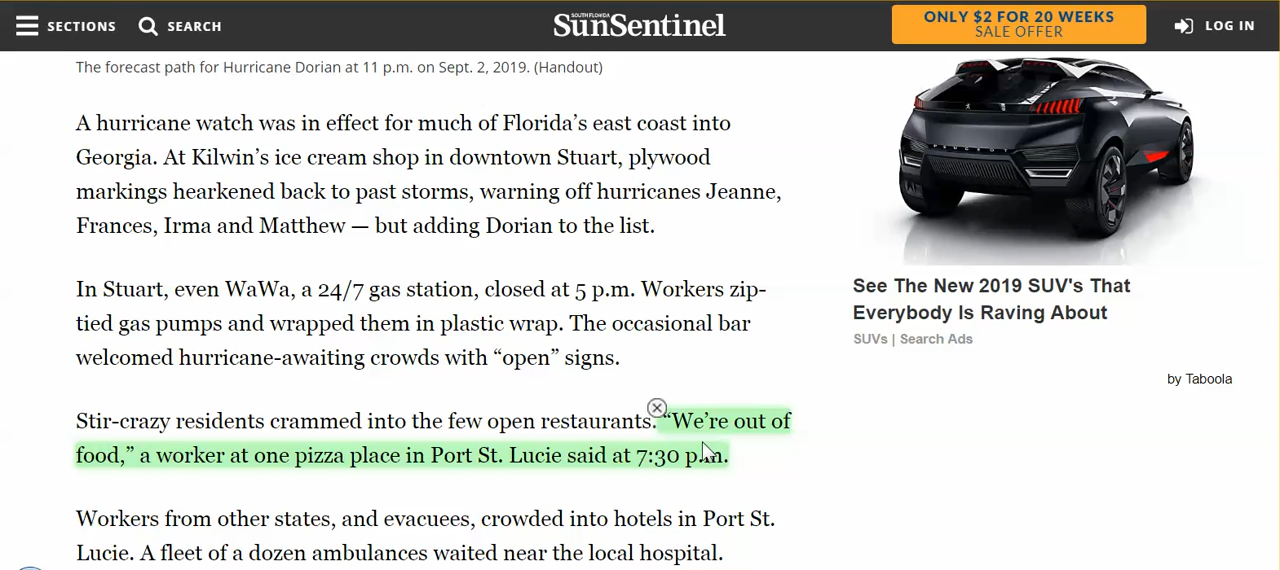 SECTIONS
SEARCH
SOUTH FLORIDA
SunSentinel
ONLY $2 FOR 20 WEEKS
SALE OFFER
LOG IN
The forecast path for Hurricane Dorian at 11 p.m. on Sept. 2, 2019. (Handout)
A hurricane watch was in effect for much of Florida’s east coast into
Georgia. At Kilwin’s ice cream shop in downtown Stuart, plywood
markings hearkened back to past storms, warning off hurricanes Jeanne,
Frances, Irma and Matthew — but adding Dorian to the list.
In Stuart, even WaWa, a 24/7 gas station, closed at 5 p.m. Workers zip-
tied gas pumps and wrapped them in plastic wrap. The occasional bar
welcomed hurricane-awaiting crowds with “open” signs.
Stir-crazy residents crammed into the few open restaurants. “We’re out of
food,” a worker at one pizza place in Port St. Lucie said at 7:30 p.m.
Workers from other states, and evacuees, crowded into hotels in Port St.
Lucie. A fleet of a dozen ambulances waited near the local hospital.
See The New 2019 SUV's That
Everybody Is Raving About
SUVs | Search Ads
by Taboola